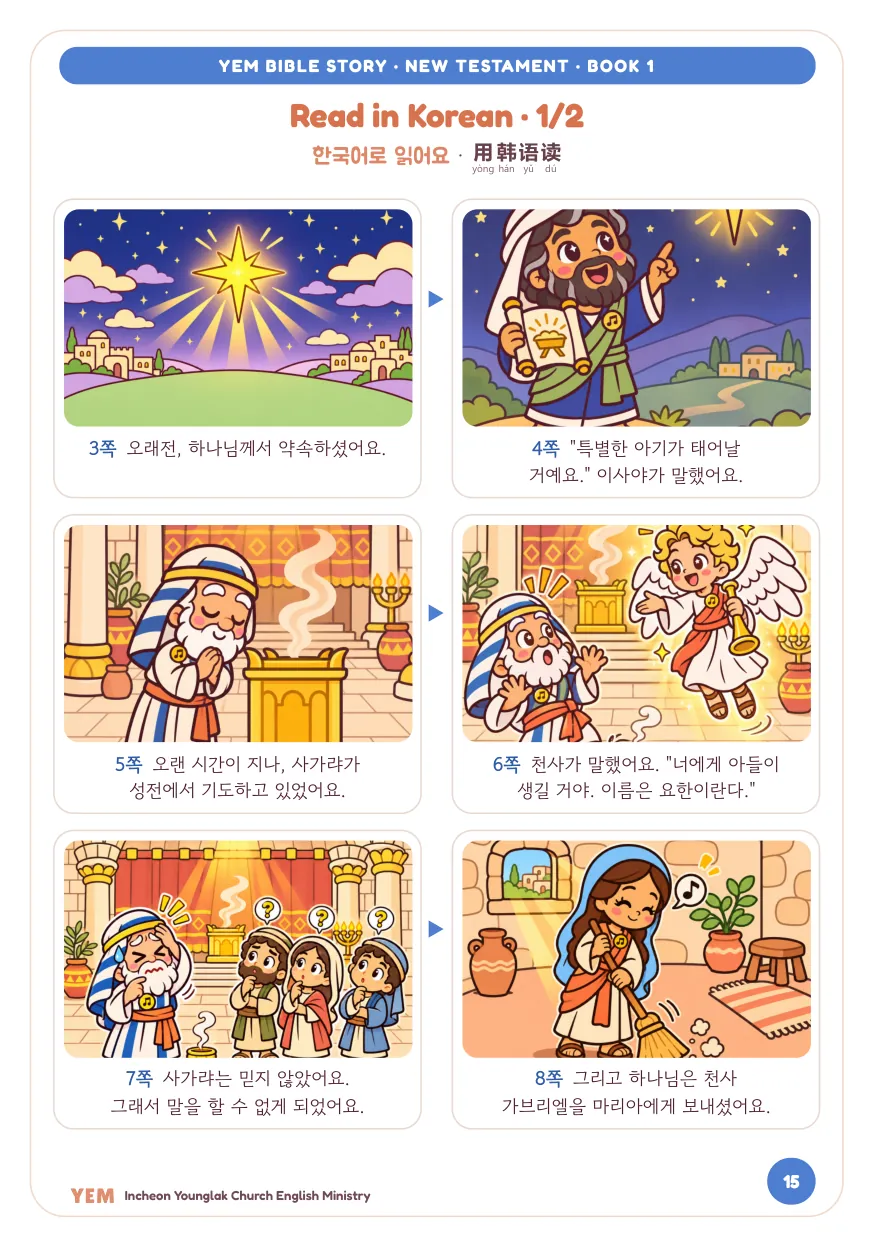 YEM BIBLE STORY · NEW TESTAMENT · BOOK 1
Read in Korean · 1/2
한국어로 읽어요 · 用韩语读
yòng hán yǔ dú
3쪽 오래전, 하나님께서 약속하셨어요.
4쪽 "특별한 아기가 태어날
거예요." 이사야가 말했어요.
5쪽 오랜 시간이 지나, 사가랴가
성전에서 기도하고 있었어요.
6쪽 천사가 말했어요. "너에게 아들이
생길 거야. 이름은 요한이란다."
7쪽 사가랴는 믿지 않았어요.
그래서 말을 할 수 없게 되었어요.
8쪽 그리고 하나님은 천사
가브리엘을 마리아에게 보내셨어요.
YEM Incheon Younglak Church English Ministry
15